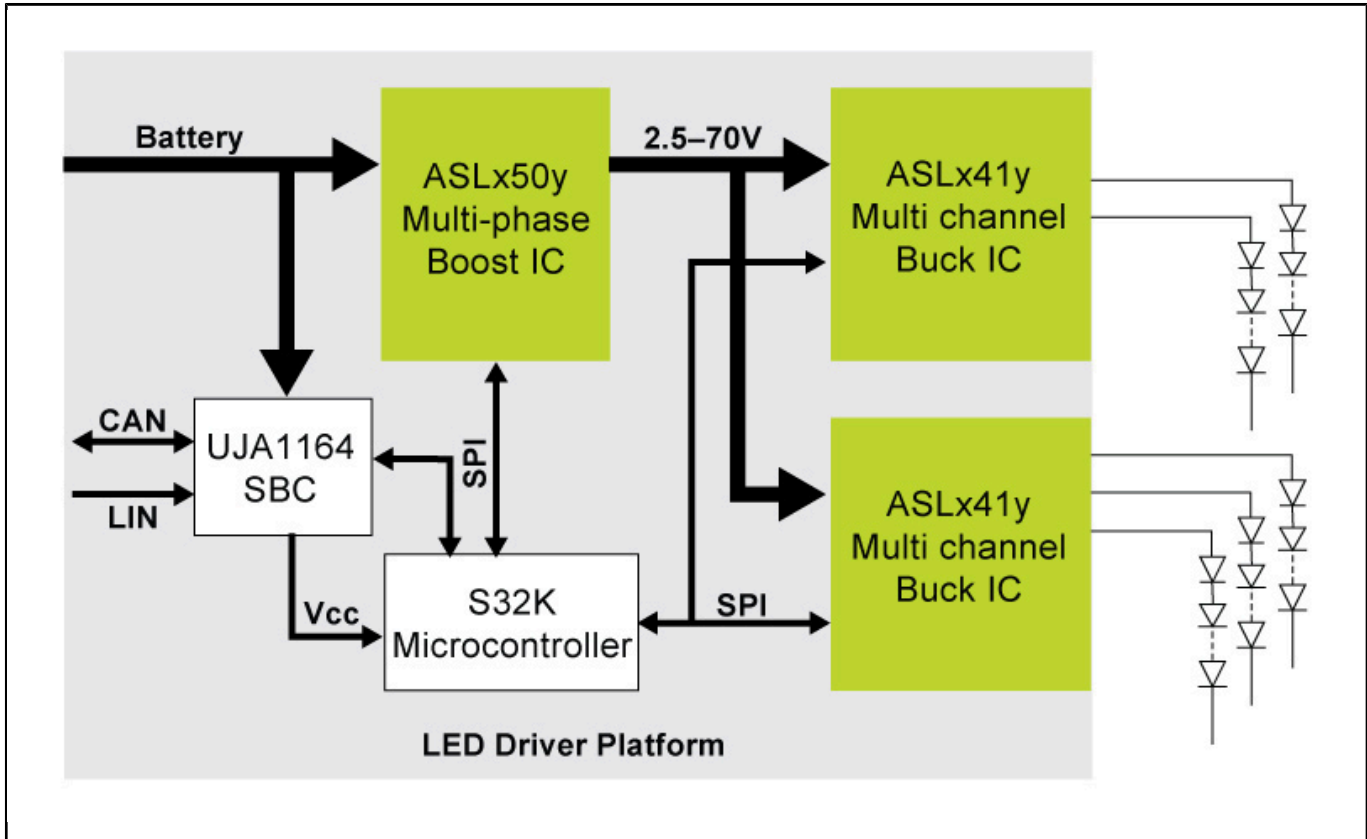 Battery
ASLx50y
Multi-phase
Boost IC
2.5–70V
ASLx41y
Multi channel
Buck IC
CAN
LIN
UJA1164
SBC
SPI
Vcc
S32K
Microcontroller
SPI
ASLx41y
Multi channel
Buck IC
LED Driver Platform